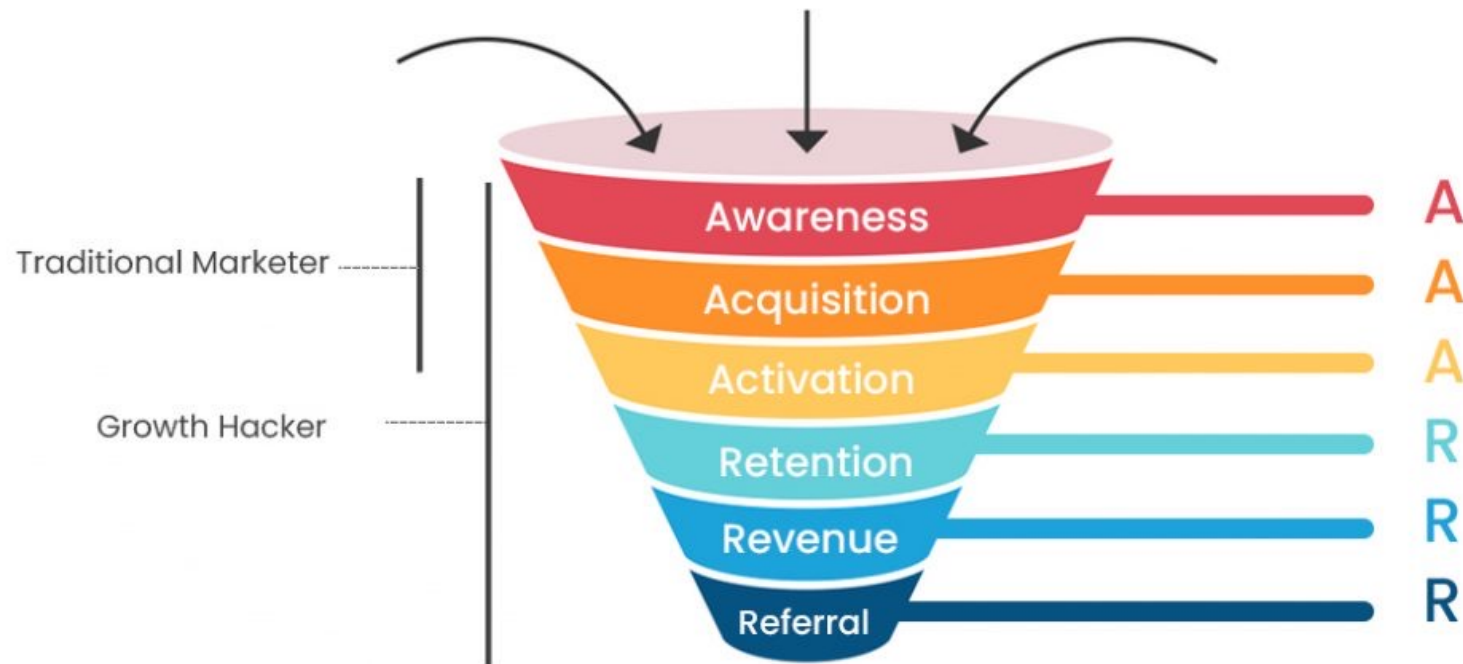 Awareness
A
Traditional Marketer
Acquisition
A
Activation
A
Growth Hacker
Retention
R
Revenue
R
Referral
R